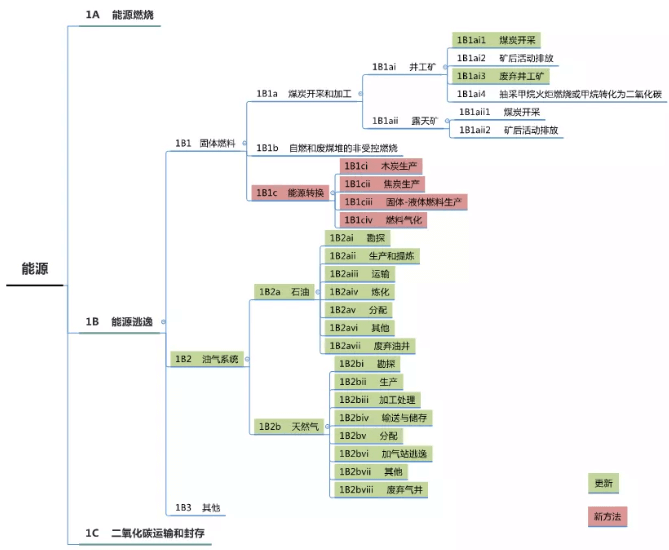 能源
1A 能源燃烧
1B 能源逃逸
1B1 固体燃料
1B1a 煤炭开采和加工
1B1ai 井工矿
1B1ai1 煤炭开采
1B1ai2 矿后活动排放
1B1ai3 废弃井工矿
1B1ai4 抽采甲烷火炬燃烧或甲烷转化为二氧化碳
1B1aii 露天矿
1B1aii1 煤炭开采
1B1aii2 矿后活动排放
1B1b 自燃和废煤堆的非受控燃烧
1B1c 能源转换
1B1ci 木炭生产
1B1cii 焦炭生产
1B1ciii 固体-液体燃料生产
1B1civ 燃料气化
1B2 油气系统
1B2a 石油
1B2ai 勘探
1B2aii 生产和提炼
1B2aiii 运输
1B2aiv 炼化
1B2av 分配
1B2avi 其他
1B2avii 废弃油井
1B2b 天然气
1B2bi 勘探
1B2bii 生产
1B2biii 加工处理
1B2biv 输送与储存
1B2bv 分配
1B2bvi 加气站逃逸
1B2bvii 其他
1B2bviii 废弃气井
1B3 其他
1C 二氧化碳运输和封存
更新
新方法